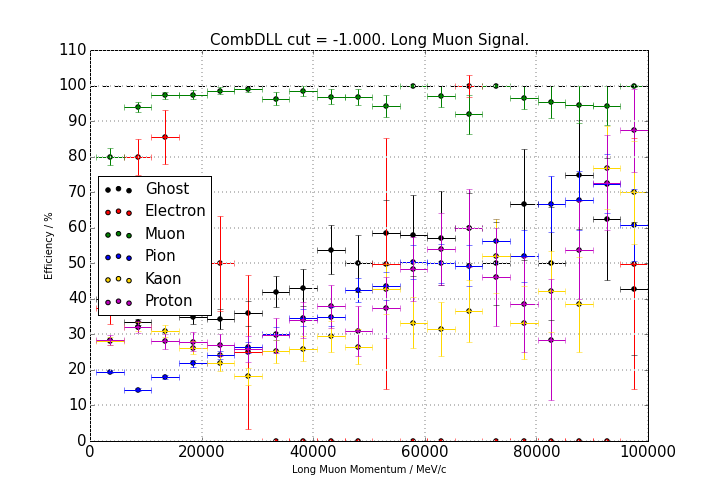 CombDLL cut = -1.000. Long Muon Signal.
110
100
90
80
70
60
50
40
30
20
10
0
Efficiency / %
Ghost
Electron
Muon
Pion
Kaon
Proton
0 20000 40000 60000 80000 100000
Long Muon Momentum / MeV/c